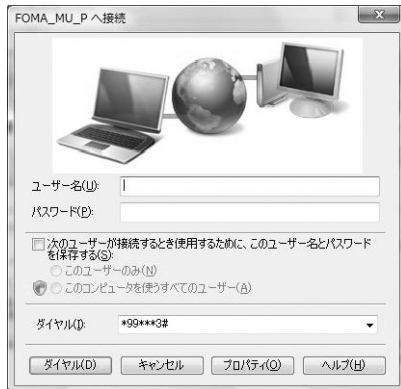 FOMA_MU_P へ接続
ユーザー名(U):
パスワード(P):
次のユーザーが接続するとき使用するために、このユーザー名とパスワード
を保存する(S):
このユーザーのみ(N)
このコンピュータを使うすべてのユーザー(A)
ダイヤル(I):
*99***3#
ダイヤル(D)
キャンセル
プロパティ(O)
ヘルプ(H)